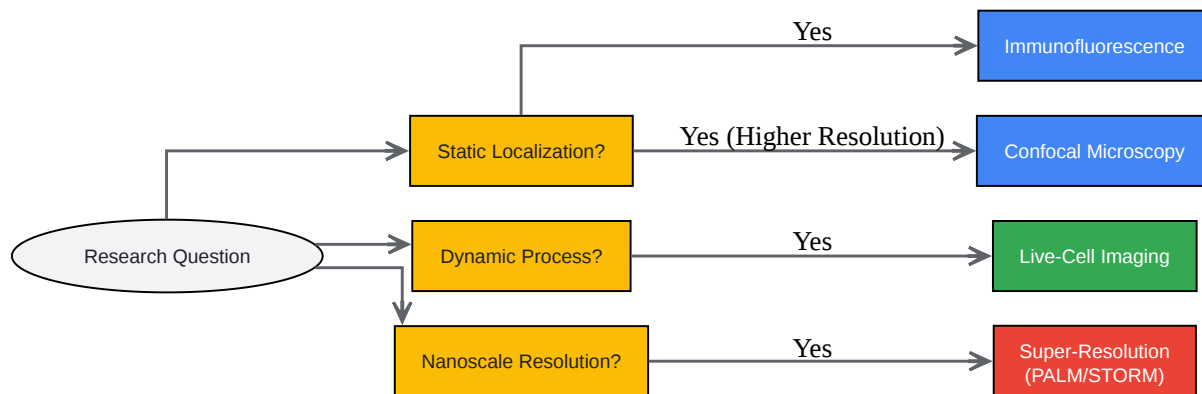 Yes
Immunofluorescence
Static Localization?
Yes (Higher Resolution)
Confocal Microscopy
Research Question
Dynamic Process?
Yes
Live-Cell Imaging
Nanoscale Resolution?
Yes
Super-Resolution
(PALM/STORM)